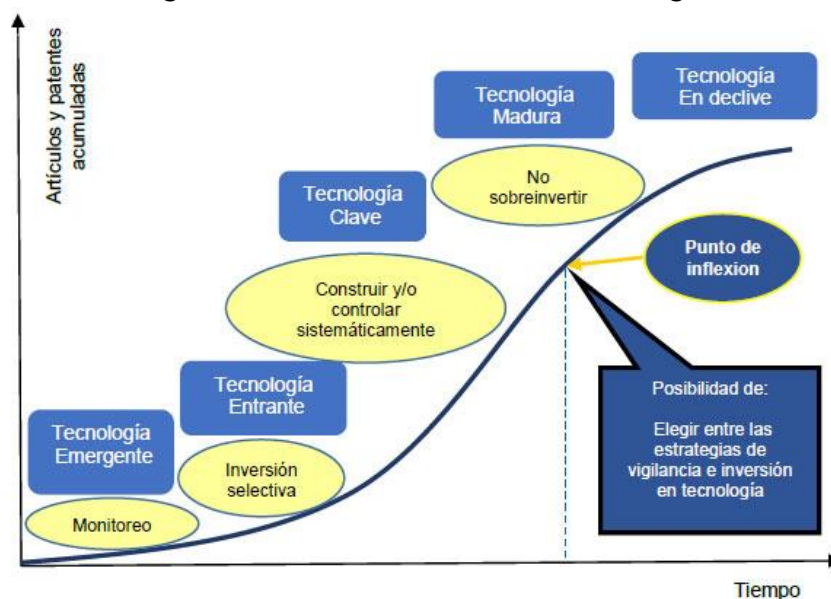 Artículos y patentes
acumuladas
Tecnología
En declive
Tecnología
Madura
No
sobreinvertir
Tecnología
Clave
Punto de
inflexion
Construir y/o
controlar
sistemáticamente
Tecnología
Entrante
Posibilidad de:
Elegir entre las
estrategias de
vigilancia e inversión
en tecnología
Tecnología
Emergente
Inversión
selectiva
Monitoreo
Tiempo